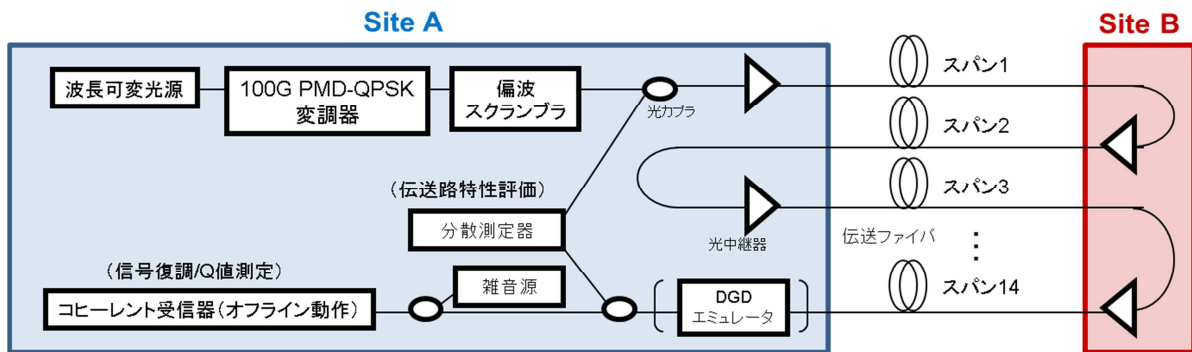 Site A
Site B
波長可変光源
100G PMD-QPSK
変調器
偏波
スクランブラ
光カプラ
スパン1
スパン2
(伝送路特性評価)
スパン3
分散測定器
光中継器
伝送ファイバ
(信号復調/Q値測定)
雑音源
DGD
エミュレータ
スパン14
コヒーレント受信器(オフライン動作)